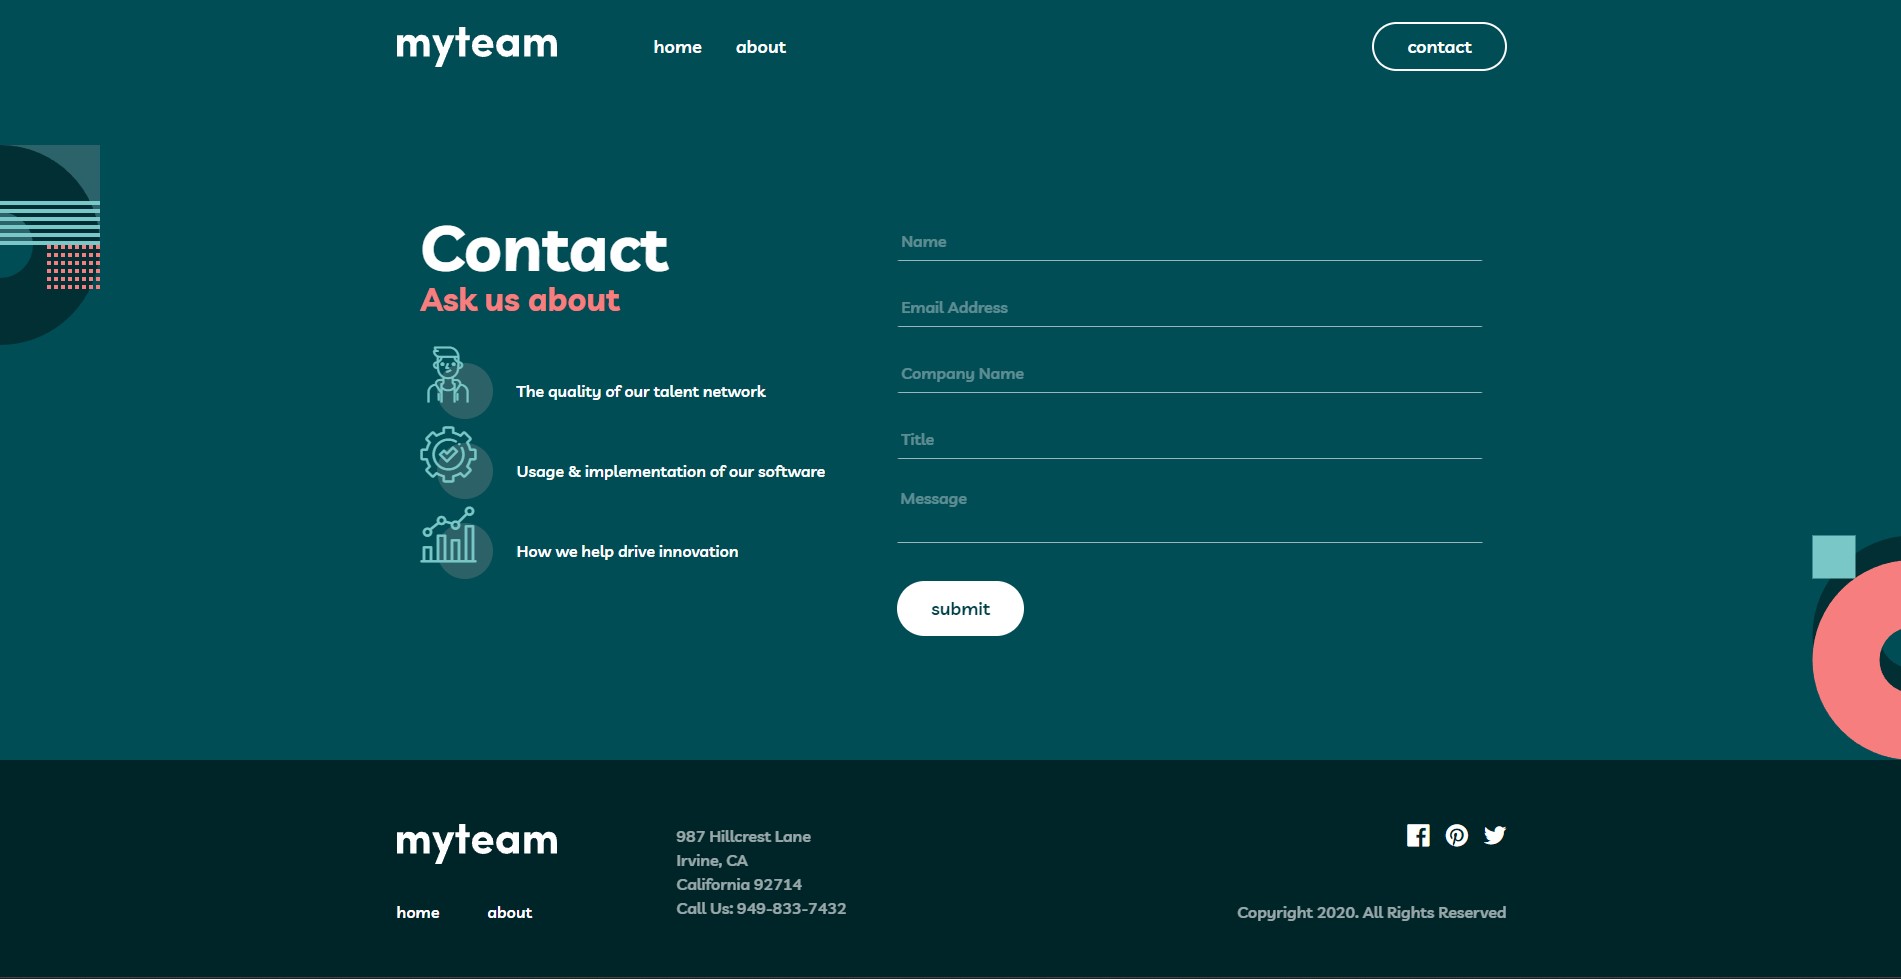 myteam
home about
contact
Contact
Ask us about
The quality of our talent network
Usage & implementation of our software
How we help drive innovation
Name
Email Address
Company Name
Title
Message
submit
myteam
home about
987 Hillcrest Lane
Irvine, CA
California 92714
Call Us: 949-833-7432
Copyright 2020. All Rights Reserved